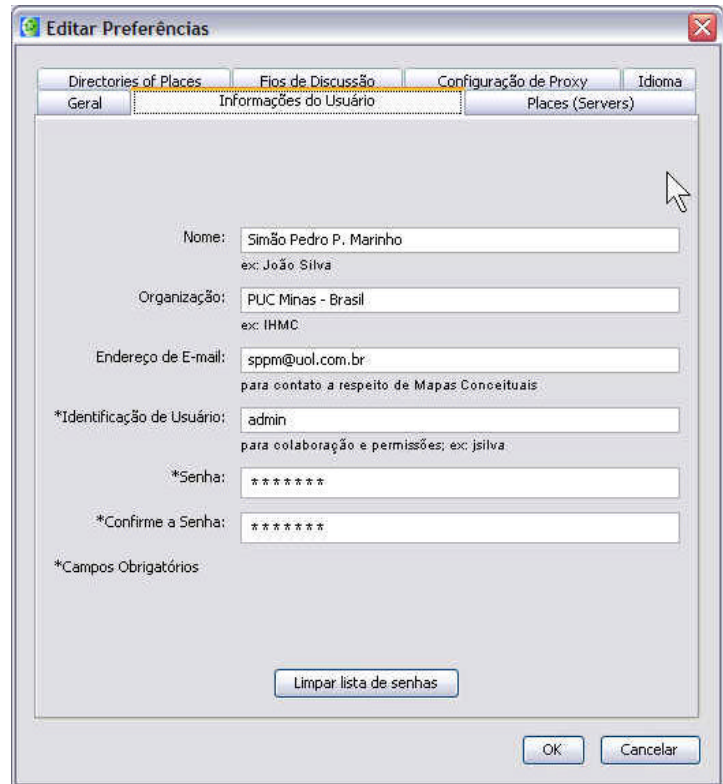 Editar Preferências
Directories of Places Fios de Discussão Configuração de Proxy Idioma
Geral Informações do Usuário Places (Servers)
Nome: Simão Pedro P. Marinho
ex: João Silva
Organização: PUC Minas - Brasil
ex: IHMC
Endereço de E-mail: sppm@uol.com.br
para contato a respeito de Mapas Conceituais
*Identificação de Usuário: admin
para colaboração e permissões; ex: jsilva
*Senha: *******
*Confirme a Senha: *******
*Campos Obrigatórios
Limpar lista de senhas
OK Cancelar